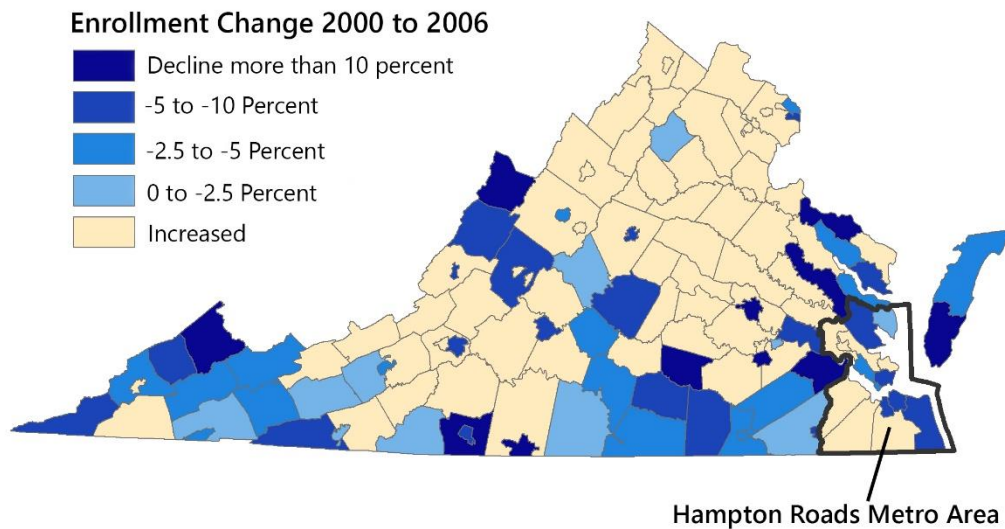 Enrollment Change 2000 to 2006
Decline more than 10 percent
-5 to -10 Percent
-2.5 to -5 Percent
0 to -2.5 Percent
Increased
Hampton Roads Metro Area